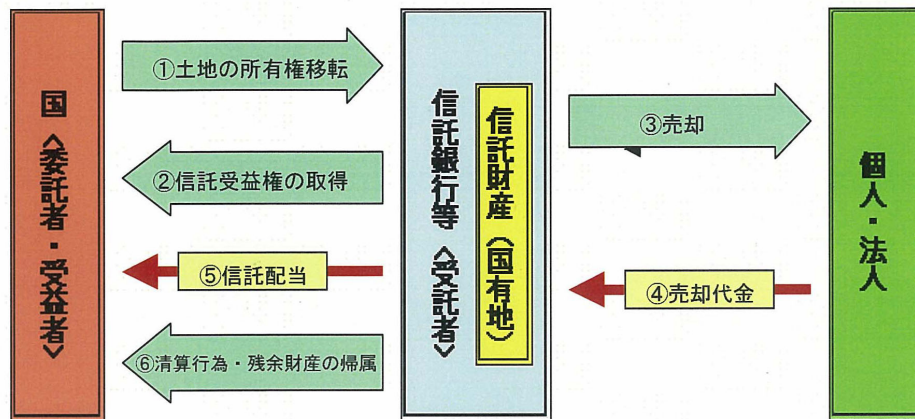 国〈委託者・受益者〉
①土地の所有権移転
②信託受益権の取得
⑤信託配当
⑥清算行為・残余財産の帰属
信託銀行等〈受託者〉
信託財産（国有地）
③売却
④売却代金
個人・法人